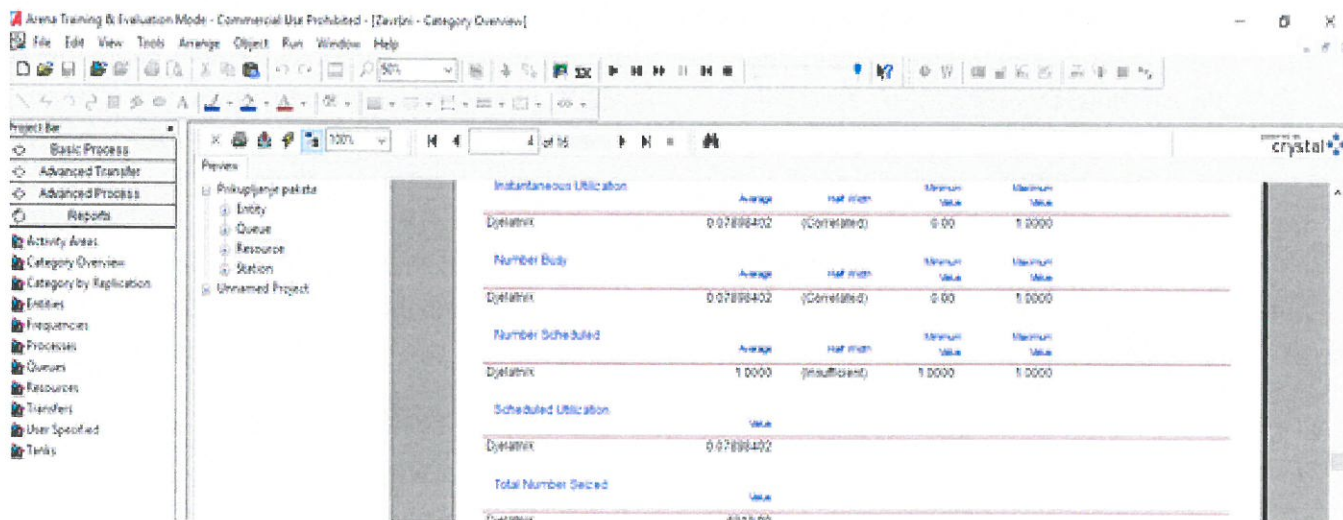 Arena Training & Evaluation Mode - Commercial Use Prohibited - [Završni - Category Overview]
File Edit View Tools Arrange Object Run Window Help
50%
Project Bar
Basic Process
Advanced Transfer
Advanced Process
Reports
Activity Areas
Category Overview
Category by Replication
Entities
Frequencies
Processes
Queues
Resources
Transfers
User Specified
Tanks
100%
4 of 16
crystal
Preview
Prikupljanje paketa
Entity
Queue
Resource
Station
Unnamed Project
Instantaneous Utilization Average Half Width Minimum Value Maximum Value
Djelatnik 0.07898402 (Correlated) 0.00 1.0000
Number Busy Average Half Width Minimum Value Maximum Value
Djelatnik 0.07898402 (Correlated) 0.00 1.0000
Number Scheduled Average Half Width Minimum Value Maximum Value
Djelatnik 1.0000 (Insufficient) 1.0000 1.0000
Scheduled Utilization Value
Djelatnik 0.07898402
Total Number Seized Value
Djelatnik